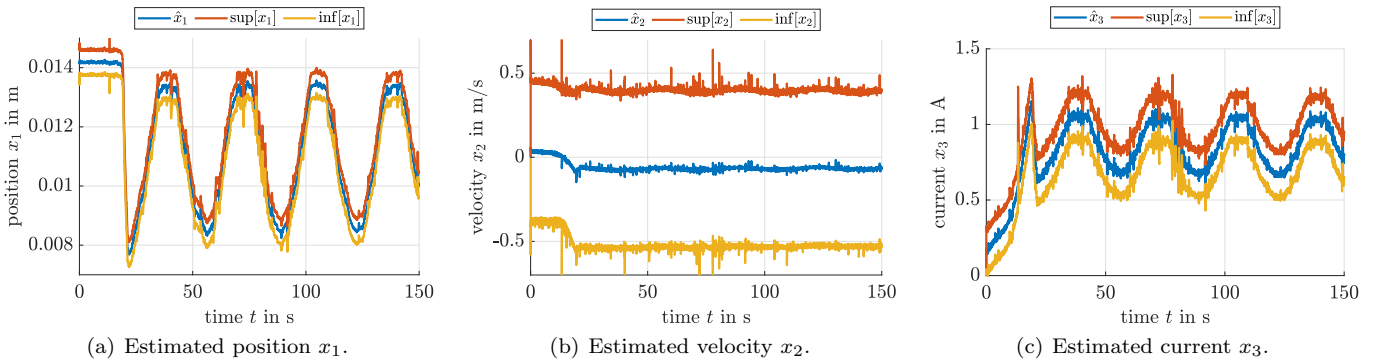 x̂₁ sup[x₁] inf[x₁]
position x₁ in m
0.014
0.012
0.01
0.008
0 50 100 150
time t in s
(a) Estimated position x₁.
x̂₂ sup[x₂] inf[x₂]
velocity x₂ in m/s
0.5
0
-0.5
0 50 100 150
time t in s
(b) Estimated velocity x₂.
x̂₃ sup[x₃] inf[x₃]
current x₃ in A
1.5
1
0.5
0
0 50 100 150
time t in s
(c) Estimated current x₃.